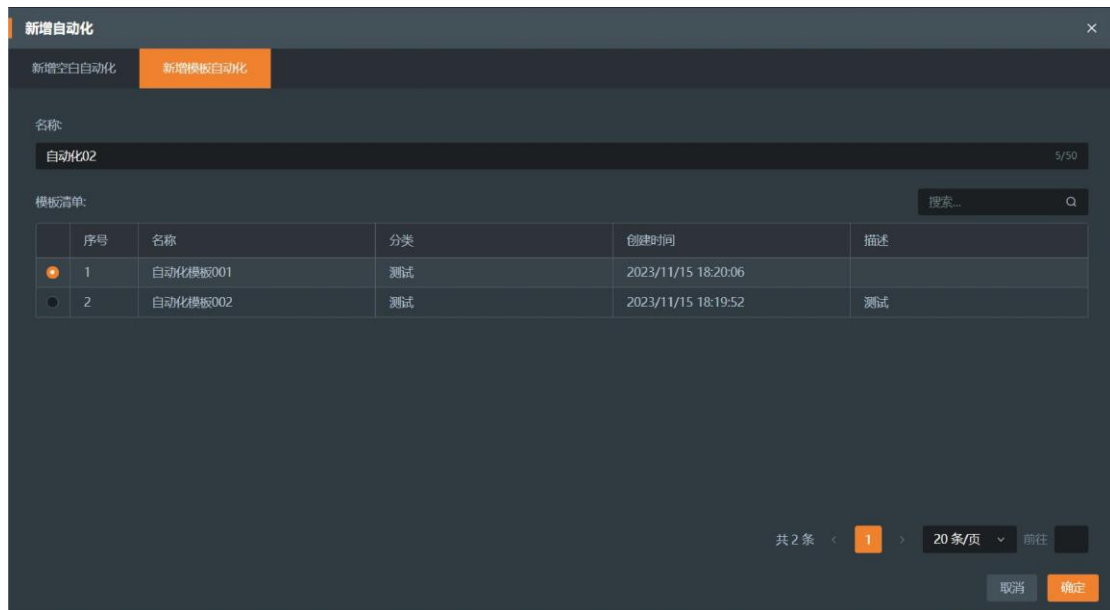 新增自动化
新增空白自动化 新增模板自动化
名称:
自动化02 5/50
模板清单: 搜索...
序号 名称 分类 创建时间 描述
1 自动化模板001 测试 2023/11/15 18:20:06
2 自动化模板002 测试 2023/11/15 18:19:52 测试
共 2 条 1 20 条/页 前往
取消 确定